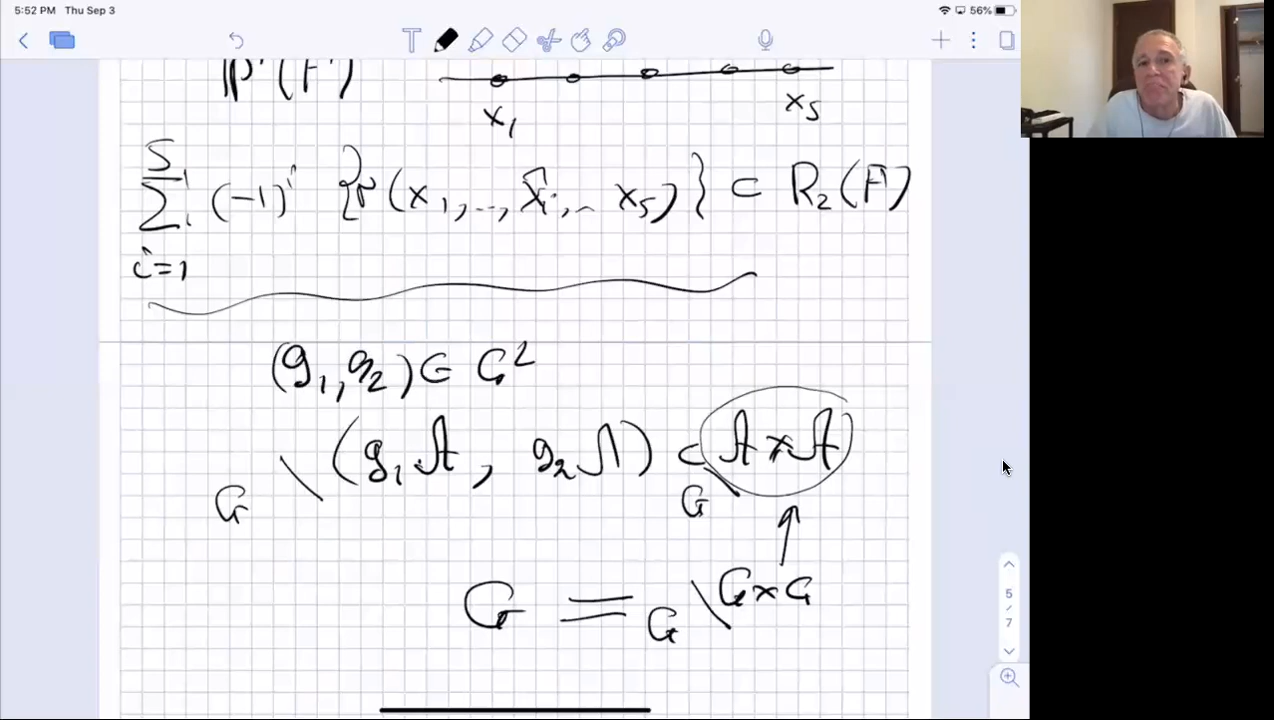 5:52 PM Thu Sep 3
56%
P¹(F)
x₁ x₅
5
∑ (-1)ⁱ {r(x₁,..,x̂ᵢ,.. x₅)} ⊂ R₂(F)
i=1
(g₁,g₂) ∈ G²
G \ (g₁A, g₂A) ⊂ G \ A×A
G = G \ G×G
5
/
7